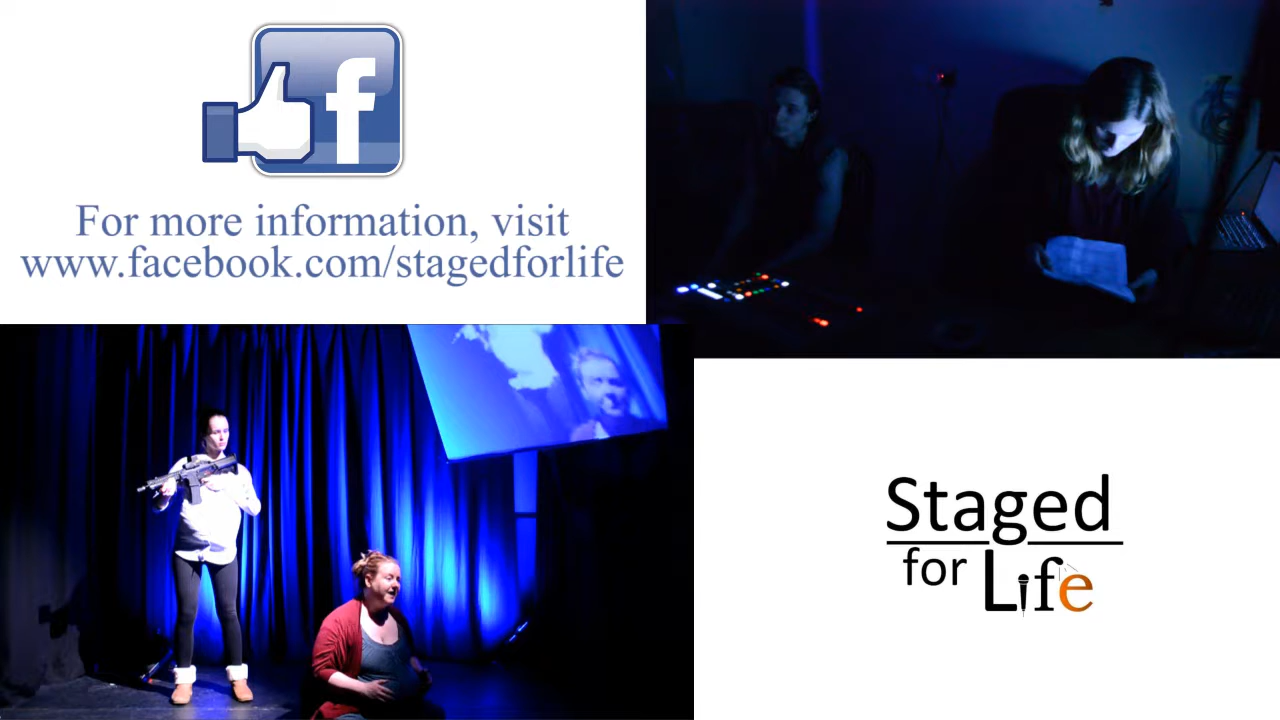 f
For more information, visit
www.facebook.com/stagedforlife
Staged
for Life